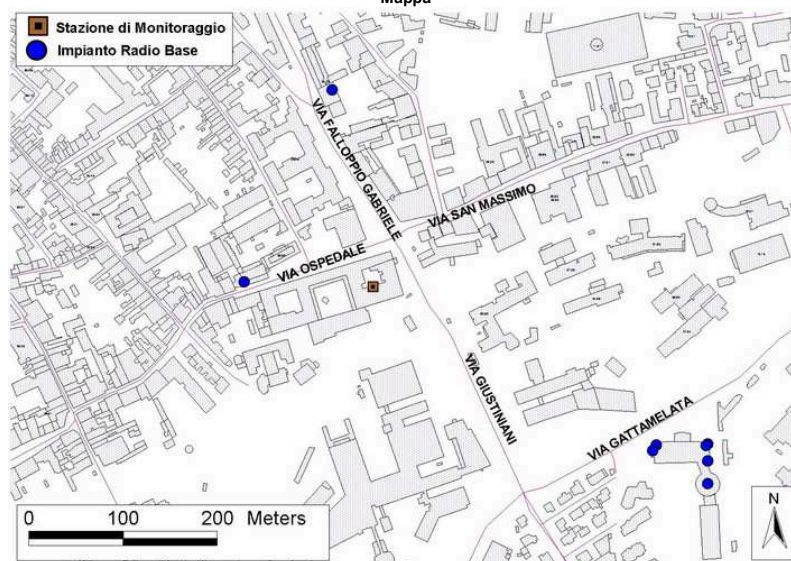 Mappa
Stazione di Monitoraggio
Impianto Radio Base
VIA FALLOPPIO GABRIELE
VIA SAN MASSIMO
VIA OSPEDALE
VIA GIUSTINIANI
VIA GATTAMELATA
0 100 200 Meters
N